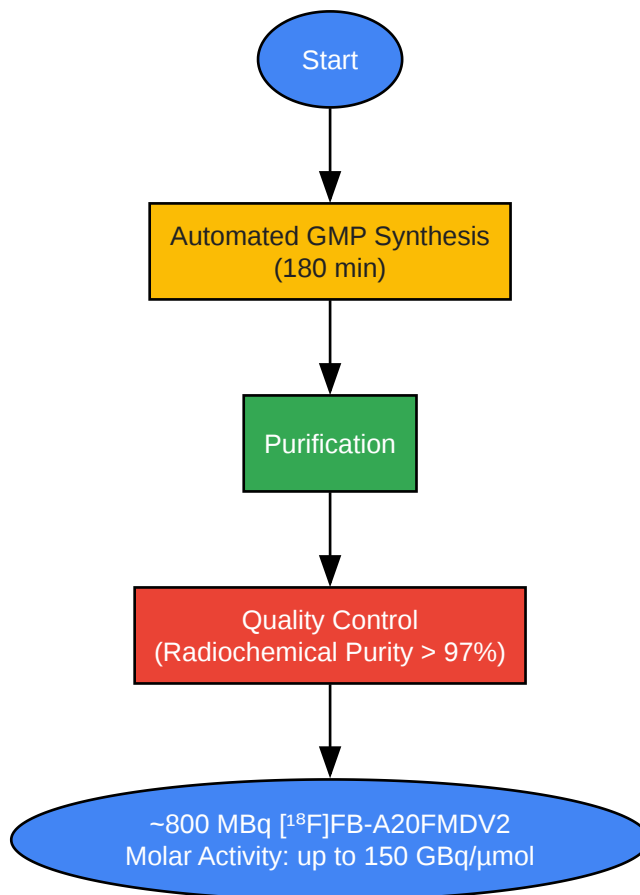 Start
Automated GMP Synthesis
(180 min)
Purification
Quality Control
(Radiochemical Purity > 97%)
~800 MBq [¹⁸F]FB-A20FMDV2
Molar Activity: up to 150 GBq/µmol